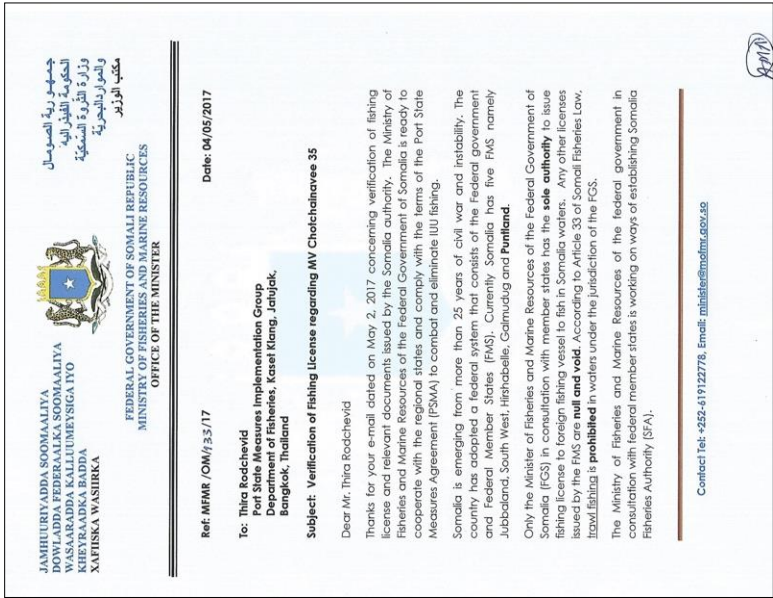 JAMHUURIYADDA SOOMAALIYA
DOWLADDA FEDERAALKA SOOMAALIYA
WASAARADDA KALLUUMEYSIGA IYO
KHEYRAADKA BADDA
XAFIISKA WASIIRKA
جمهورية الصومال
الحكومة الفيدرالية
وزارة الثروة السمكية
والموارد البحرية
مكتب الوزير
FEDERAL GOVERNMENT OF SOMALI REPUBLIC
MINISTRY OF FISHERIES AND MARINE RESOURCES
OFFICE OF THE MINISTER
Ref: MFMR /OM/133/17
Date: 04/05/2017
To: Thira Rodchevid
Port State Measures Implementation Group
Department of Fisheries, Kaset Klang, Jahujak,
Bangkok, Thailand
Subject: Verification of Fishing License regarding MV Cholchainavee 35
Dear Mr. Thira Rodchevid
Thanks for your e-mail dated on May 2, 2017 concerning verification of fishing
license and relevant documents issued by the Somalia authority. The Ministry of
Fisheries and Marine Resources of the Federal Government of Somalia is ready to
cooperate with the regional states and comply with the terms of the Port State
Measures Agreement (PSMA) to combat and eliminate IUU fishing.
Somalia is emerging from more than 25 years of civil war and instability. The
country has adopted a federal system that consists of the Federal government
and Federal Member States (FMS). Currently Somalia has five FMS namely
Jubbaland, South West, Hirshabelle, Galmudug and Puntland.
Only the Minister of Fisheries and Marine Resources of the Federal Government of
Somalia (FGS) in consultation with member states has the sole authority to issue
fishing license to foreign fishing vessel to fish in Somalia waters. Any other licenses
issued by the FMS are null and void. According to Article 33 of Somali Fisheries Law,
trawl fishing is prohibited in waters under the jurisdiction of the FGS.
The Ministry of Fisheries and Marine Resources of the federal government in
consultation with federal member states is working on ways of establishing Somalia
Fisheries Authority (SFA).
Contact Tel: +252-619122778, Email: minister@mofmr.gov.so